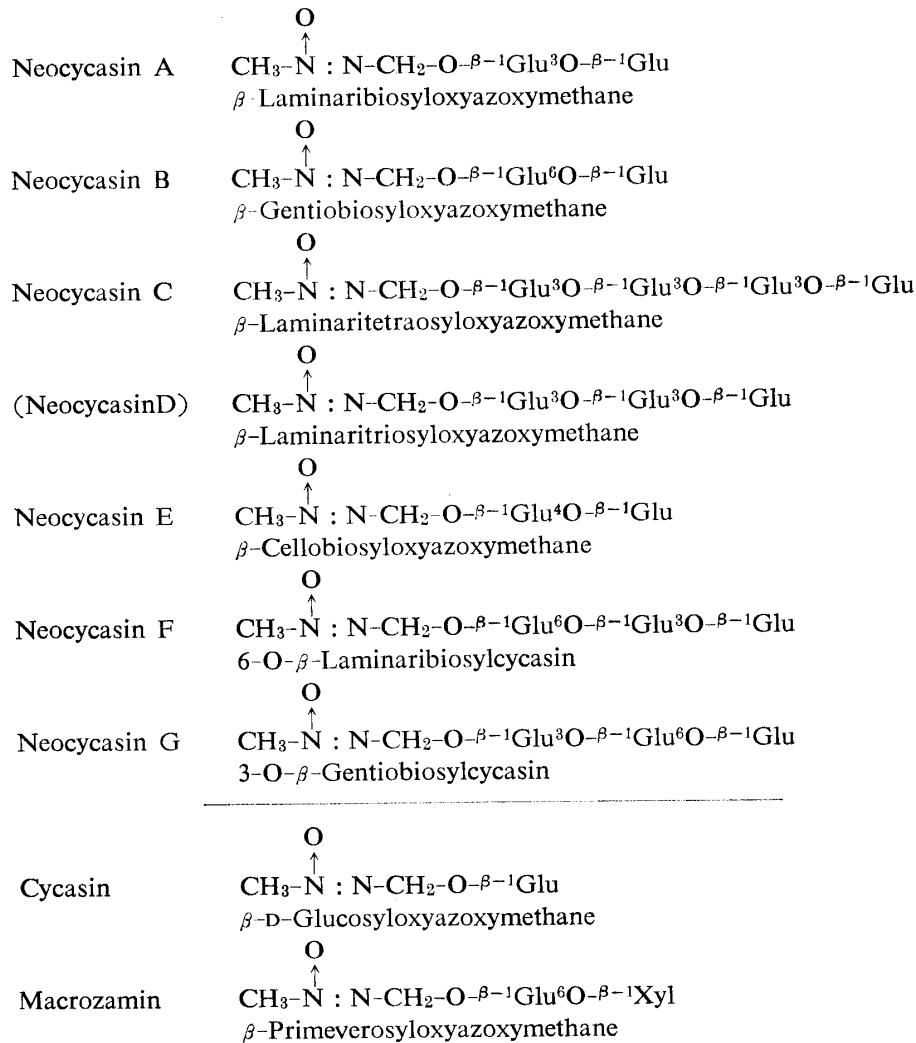 O
↑
Neocycasin A CH₃-N : N-CH₂-O-β-¹Glu³O-β-¹Glu
β-Laminaribiosyloxyazoxymethane
O
↑
Neocycasin B CH₃-N : N-CH₂-O-β-¹Glu⁶O-β-¹Glu
β-Gentiobiosyloxyazoxymethane
O
↑
Neocycasin C CH₃-N : N-CH₂-O-β-¹Glu³O-β-¹Glu³O-β-¹Glu³O-β-¹Glu
β-Laminaritetraosyloxyazoxymethane
O
↑
(NeocycasinD) CH₃-N : N-CH₂-O-β-¹Glu³O-β-¹Glu³O-β-¹Glu
β-Laminaritriosyloxyazoxymethane
O
↑
Neocycasin E CH₃-N : N-CH₂-O-β-¹Glu⁴O-β-¹Glu
β-Cellobiosyloxyazoxymethane
O
↑
Neocycasin F CH₃-N : N-CH₂-O-β-¹Glu⁶O-β-¹Glu³O-β-¹Glu
6-O-β-Laminaribiosylcycasin
O
↑
Neocycasin G CH₃-N : N-CH₂-O-β-¹Glu³O-β-¹Glu⁶O-β-¹Glu
3-O-β-Gentiobiosylcycasin
O
↑
Cycasin CH₃-N : N-CH₂-O-β-¹Glu
β-D-Glucosyloxyazoxymethane
O
↑
Macrozamin CH₃-N : N-CH₂-O-β-¹Glu⁶O-β-¹Xyl
β-Primeverosyloxyazoxymethane